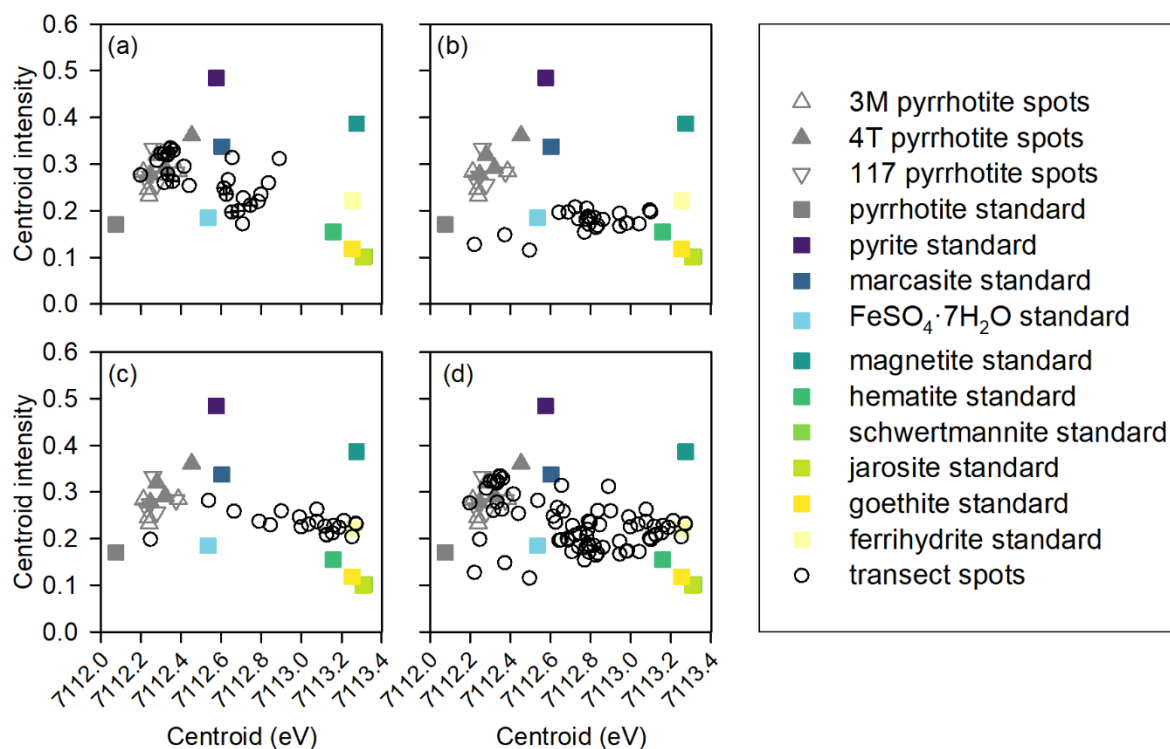 (a)
(b)
0.6
0.5
0.4
0.3
0.2
0.1
0.0
Centroid intensity
(c)
(d)
0.6
0.5
0.4
0.3
0.2
0.1
0.0
Centroid intensity
7112.0 7112.2 7112.4 7112.6 7112.8 7113.0 7113.2 7113.4
7112.0 7112.2 7112.4 7112.6 7112.8 7113.0 7113.2 7113.4
Centroid (eV)
Centroid (eV)
3M pyrrhotite spots
4T pyrrhotite spots
117 pyrrhotite spots
pyrrhotite standard
pyrite standard
marcasite standard
FeSO₄·7H₂O standard
magnetite standard
hematite standard
schwertmannite standard
jarosite standard
goethite standard
ferrihydrite standard
transect spots